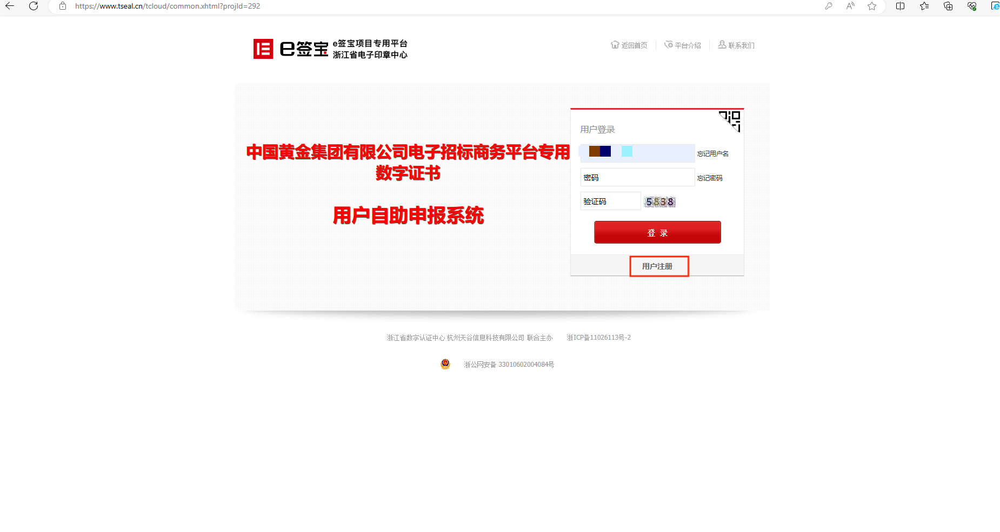 https://www.tseal.cn/tcloud/common.xhtml?projId=292
e签宝 e签宝项目专用平台
浙江省电子印章中心
返回首页 平台介绍 联系我们
中国黄金集团有限公司电子招标商务平台专用
数字证书
用户自助申报系统
用户登录
忘记用户名
密码 忘记密码
验证码 5838
登 录
用户注册
浙江省数字认证中心 杭州天谷信息科技有限公司 联合主办 浙ICP备11026113号-2
浙公网安备 33010602004084号